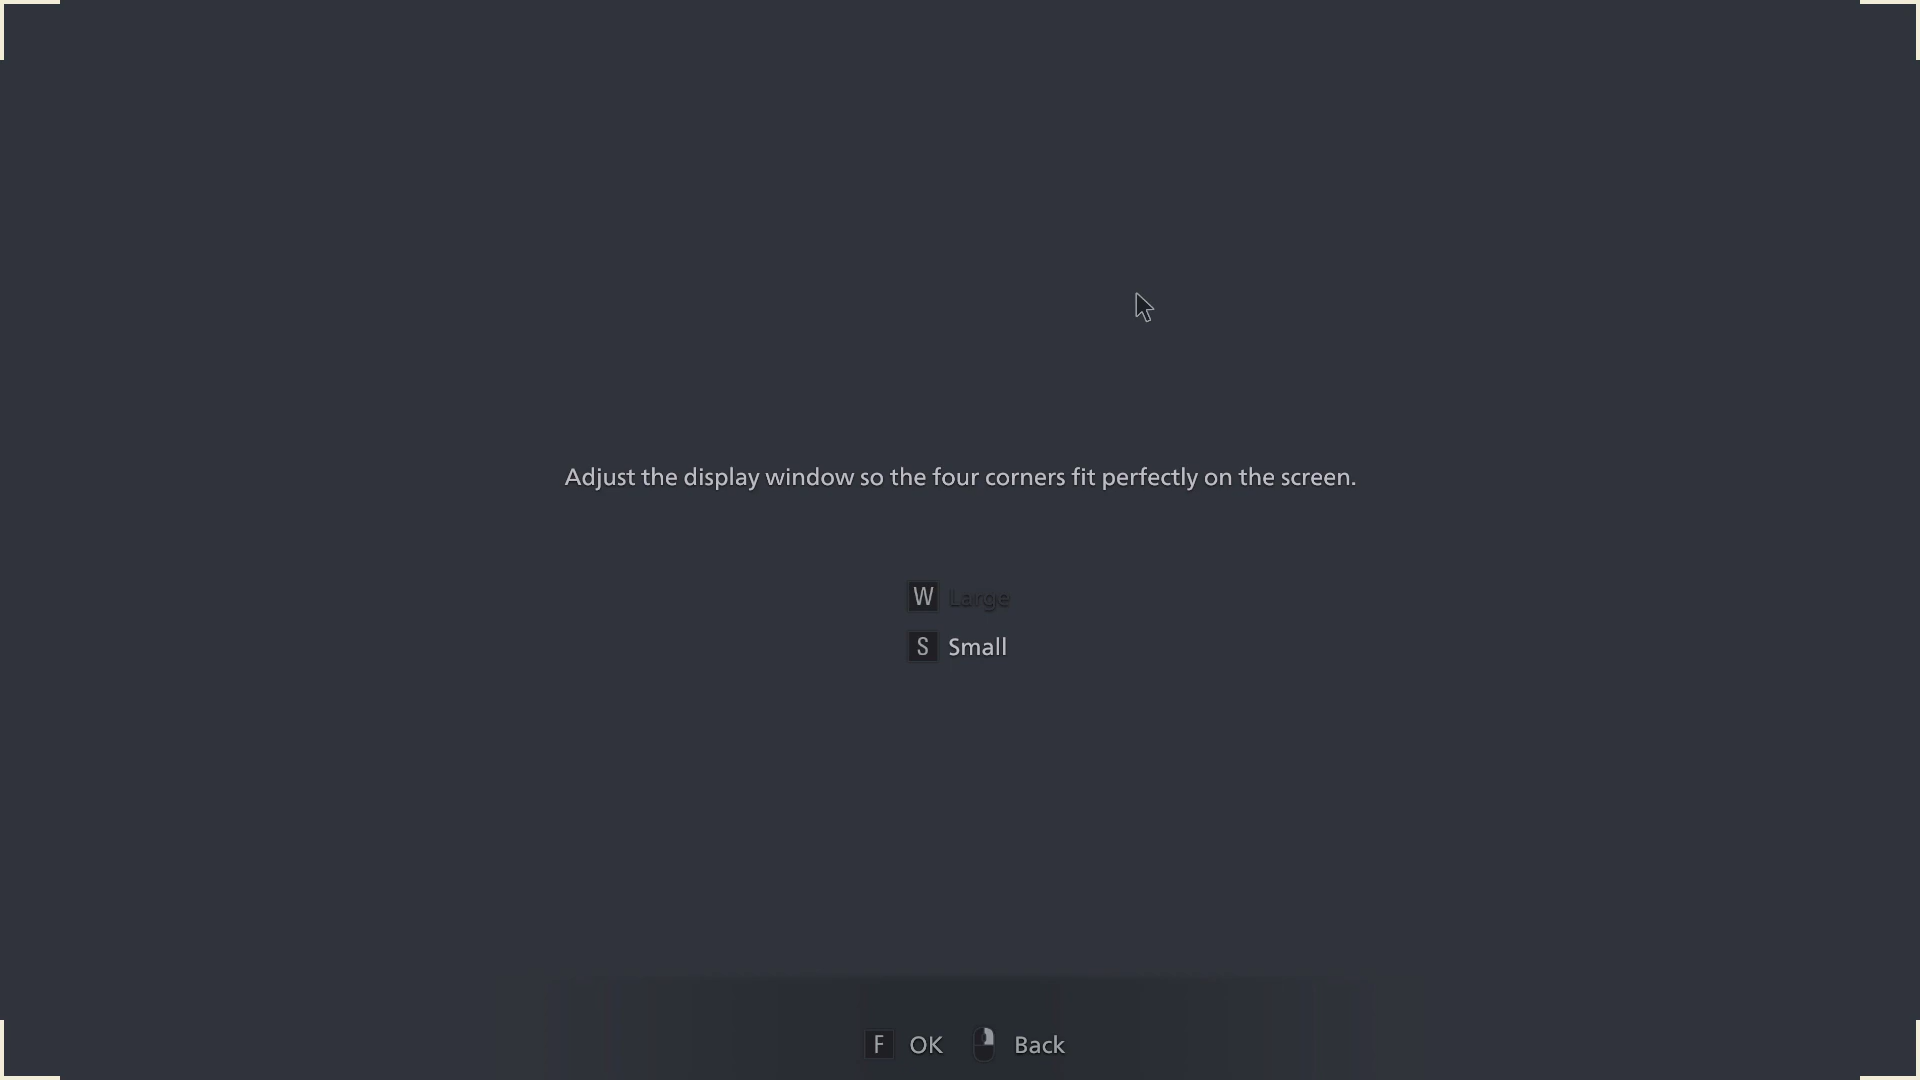 Adjust the display window so the four corners fit perfectly on the screen.
W Large
S Small
F OK Back